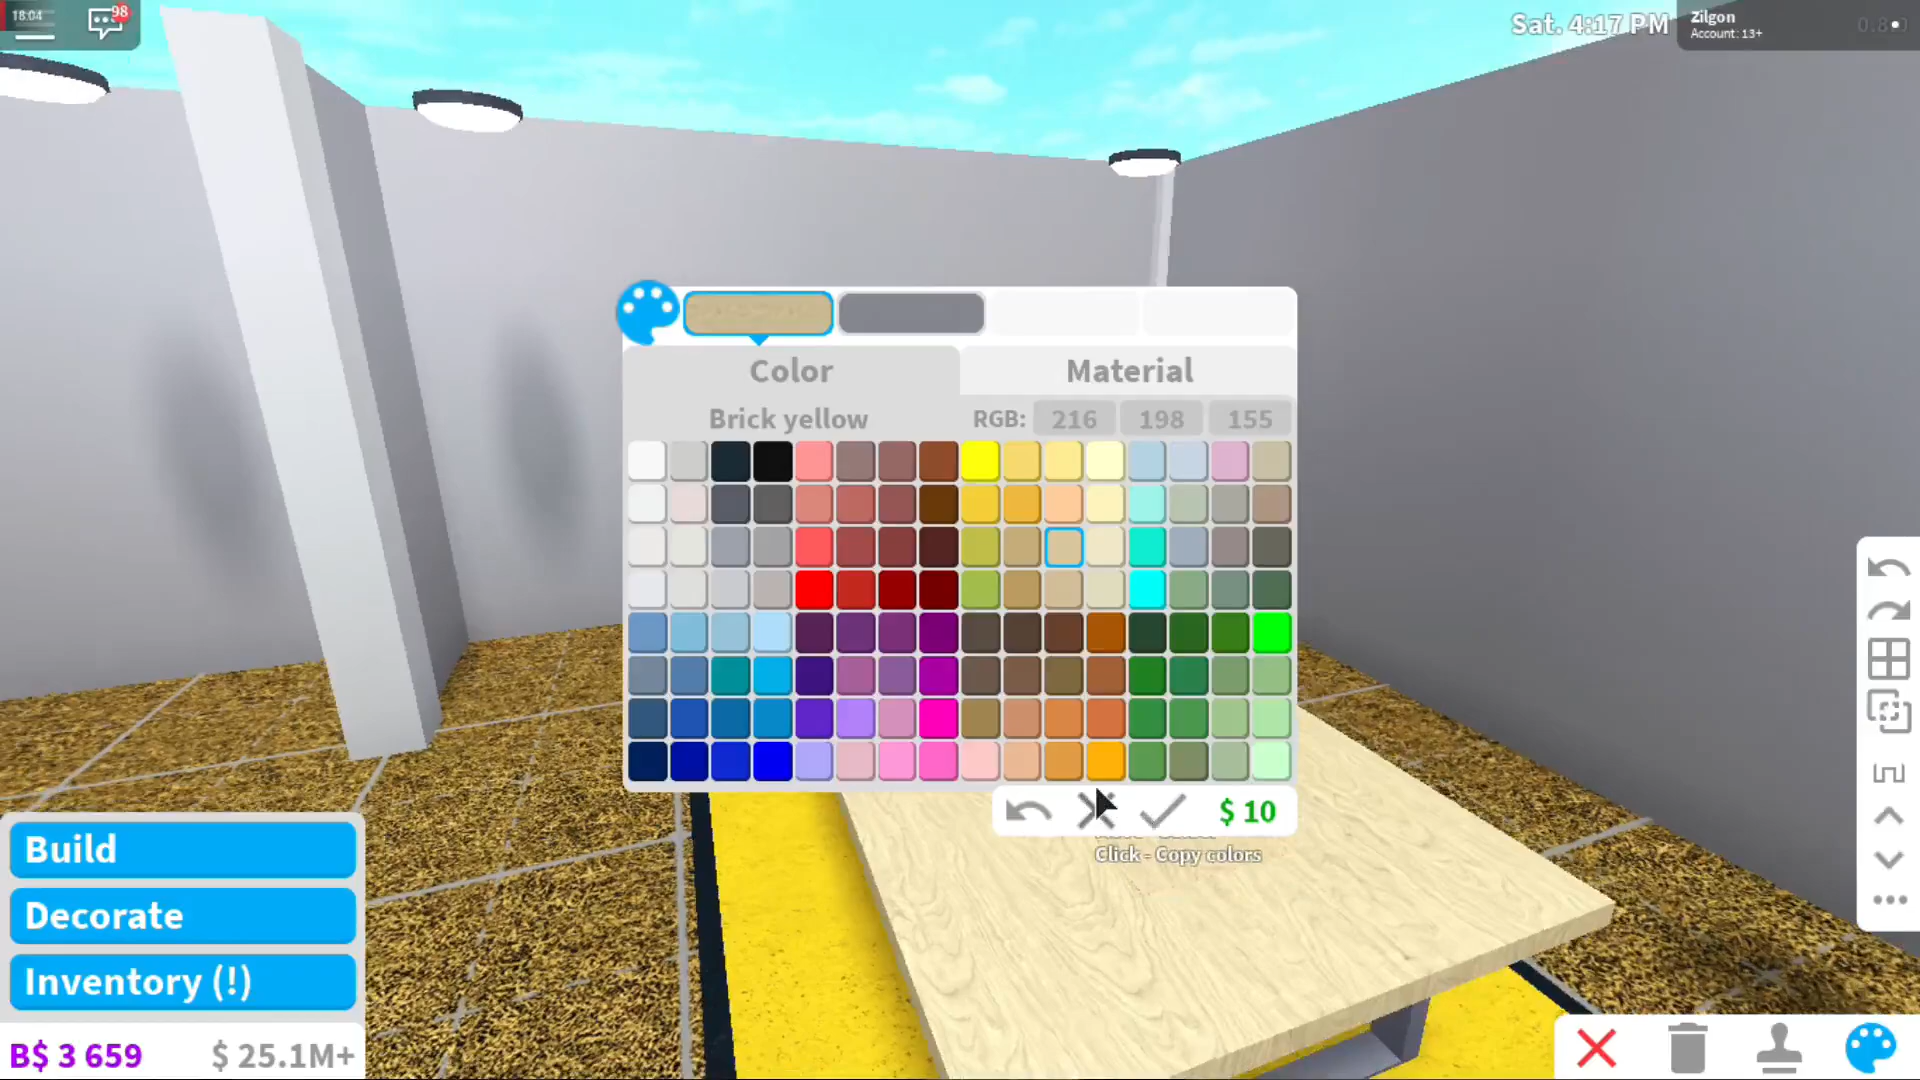 18:04
98
Sat. 4:17 PM
Zilgon
Account: 13+
Color
Material
Brick yellow
RGB: 216 198 155
$ 10
Click - Copy colors
Build
Decorate
Inventory (!)
B$ 3 659
$ 25.1M+